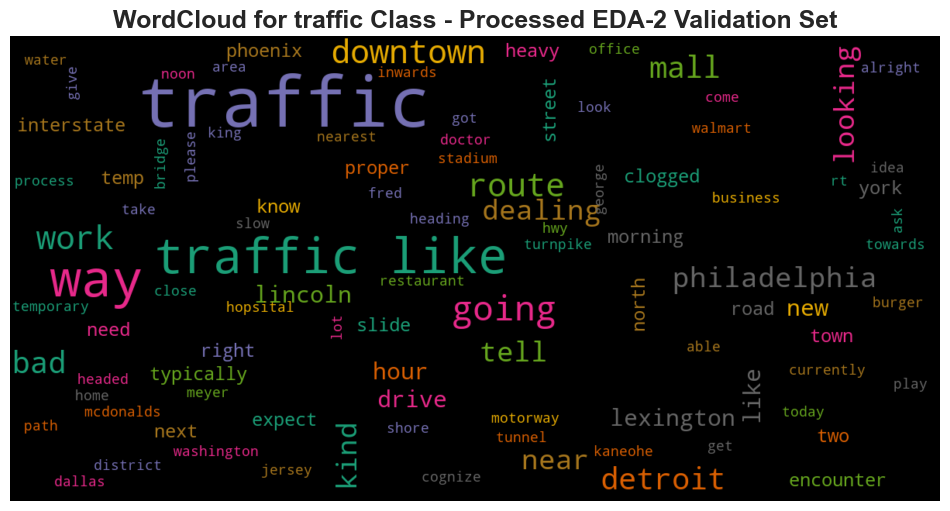 WordCloud for traffic Class - Processed EDA-2 Validation Set
water
give
noon
area
phoenix
downtown
inwards
heavy
office
mall
looking
alright
traffic
interstate
king
please
nearest
got
doctor
stadium
street
look
come
walmart
bridge
process
temp
proper
fred
route
dealing
george
clogged
business
rt
york
idea
take
know
slow
heading
hwy
turnpike
morning
ask
towards
work
way
traffic like
close
hopsital
lincoln
restaurant
going
north
philadelphia
road
new
burger
temporary
need
lot
slide
town
bad
right
tell
able
headed
home
typically
meyer
hour
drive
like
currently
play
mcdonalds
path
next
expect
kind
shore
motorway
tunnel
lexington
kaneohe
get
today
two
washington
district
dallas
jersey
cognize
near
detroit
encounter